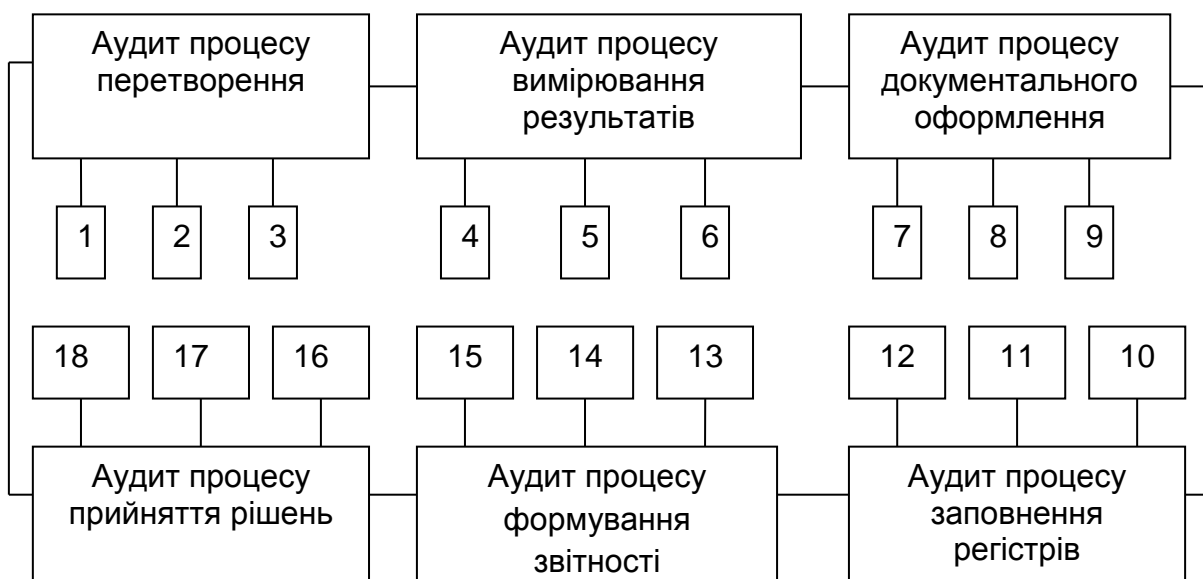 Аудит процесу
перетворення
Аудит процесу
вимірювання
результатів
Аудит процесу
документального
оформлення
1 2 3 4 5 6 7 8 9
18 17 16 15 14 13 12 11 10
Аудит процесу
прийняття рішень
Аудит процесу
формування
звітності
Аудит процесу
заповнення
регістрів